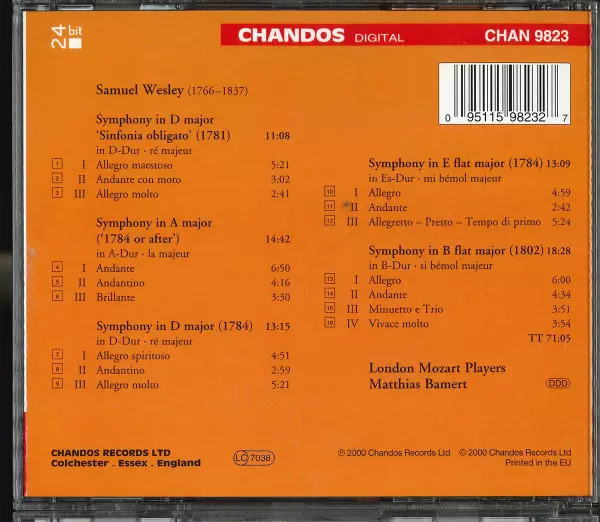 24 bit
CHANDOS DIGITAL CHAN 9823
0 95115 98232 7
Samuel Wesley (1766–1837)
Symphony in D major
‘Sinfonia obligato’ (1781) 11:08
in D-Dur · ré majeur
1 I Allegro maestoso 5:21
2 II Andante con moto 3:02
3 III Allegro molto 2:41
Symphony in A major
(‘1784 or after’) 14:42
in A-Dur · la majeur
4 I Andante 6:50
5 II Andantino 4:16
6 III Brillante 3:30
Symphony in D major (1784) 13:15
in D-Dur · ré majeur
7 I Allegro spiritoso 4:51
8 II Andantino 2:59
9 III Allegro molto 5:21
Symphony in E flat major (1784) 13:09
in Es-Dur · mi bémol majeur
10 I Allegro 4:59
11 II Andante 2:42
12 III Allegretto – Presto – Tempo di primo 5:24
Symphony in B flat major (1802) 18:28
in B-Dur · si bémol majeur
13 I Allegro 6:00
14 II Andante 4:34
15 III Minuetto e Trio 3:51
16 IV Vivace molto 3:54
TT 71:05
London Mozart Players
Matthias Bamert DDD
CHANDOS RECORDS LTD
Colchester . Essex . England
LC 7038
℗ 2000 Chandos Records Ltd © 2000 Chandos Records Ltd
Printed in the EU